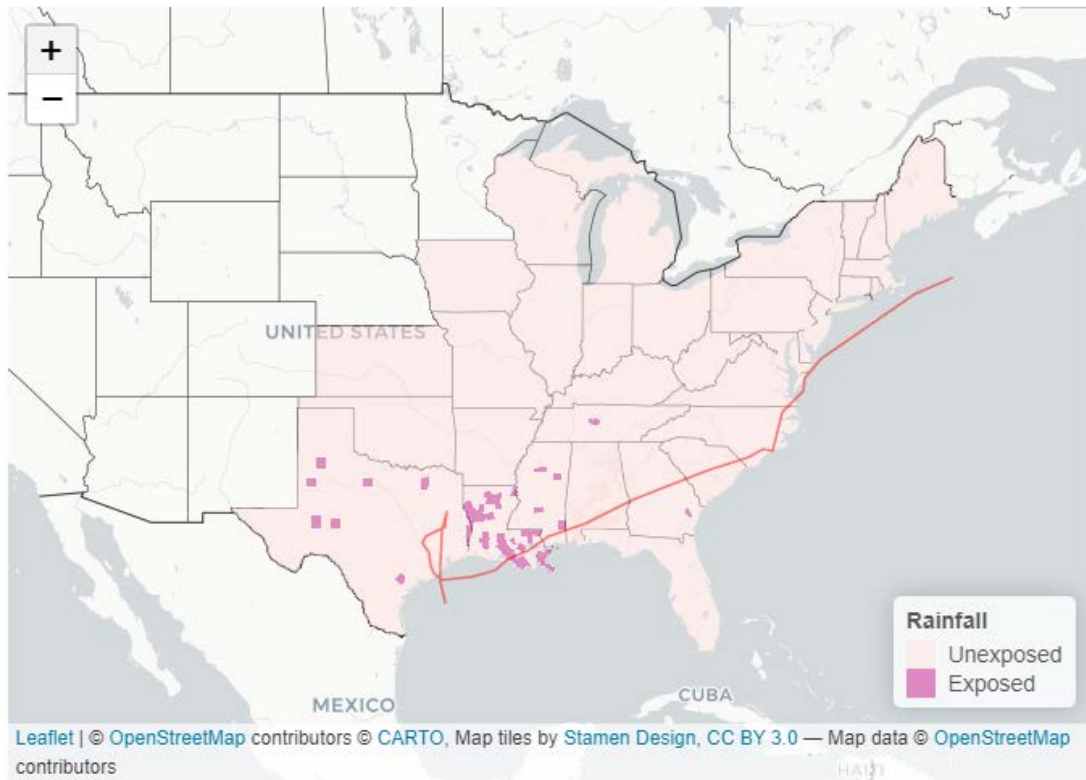 +
−
UNITED STATES
MEXICO
CUBA
HAITI
Rainfall
Unexposed
Exposed
Leaflet | © OpenStreetMap contributors © CARTO, Map tiles by Stamen Design, CC BY 3.0 — Map data © OpenStreetMap
contributors